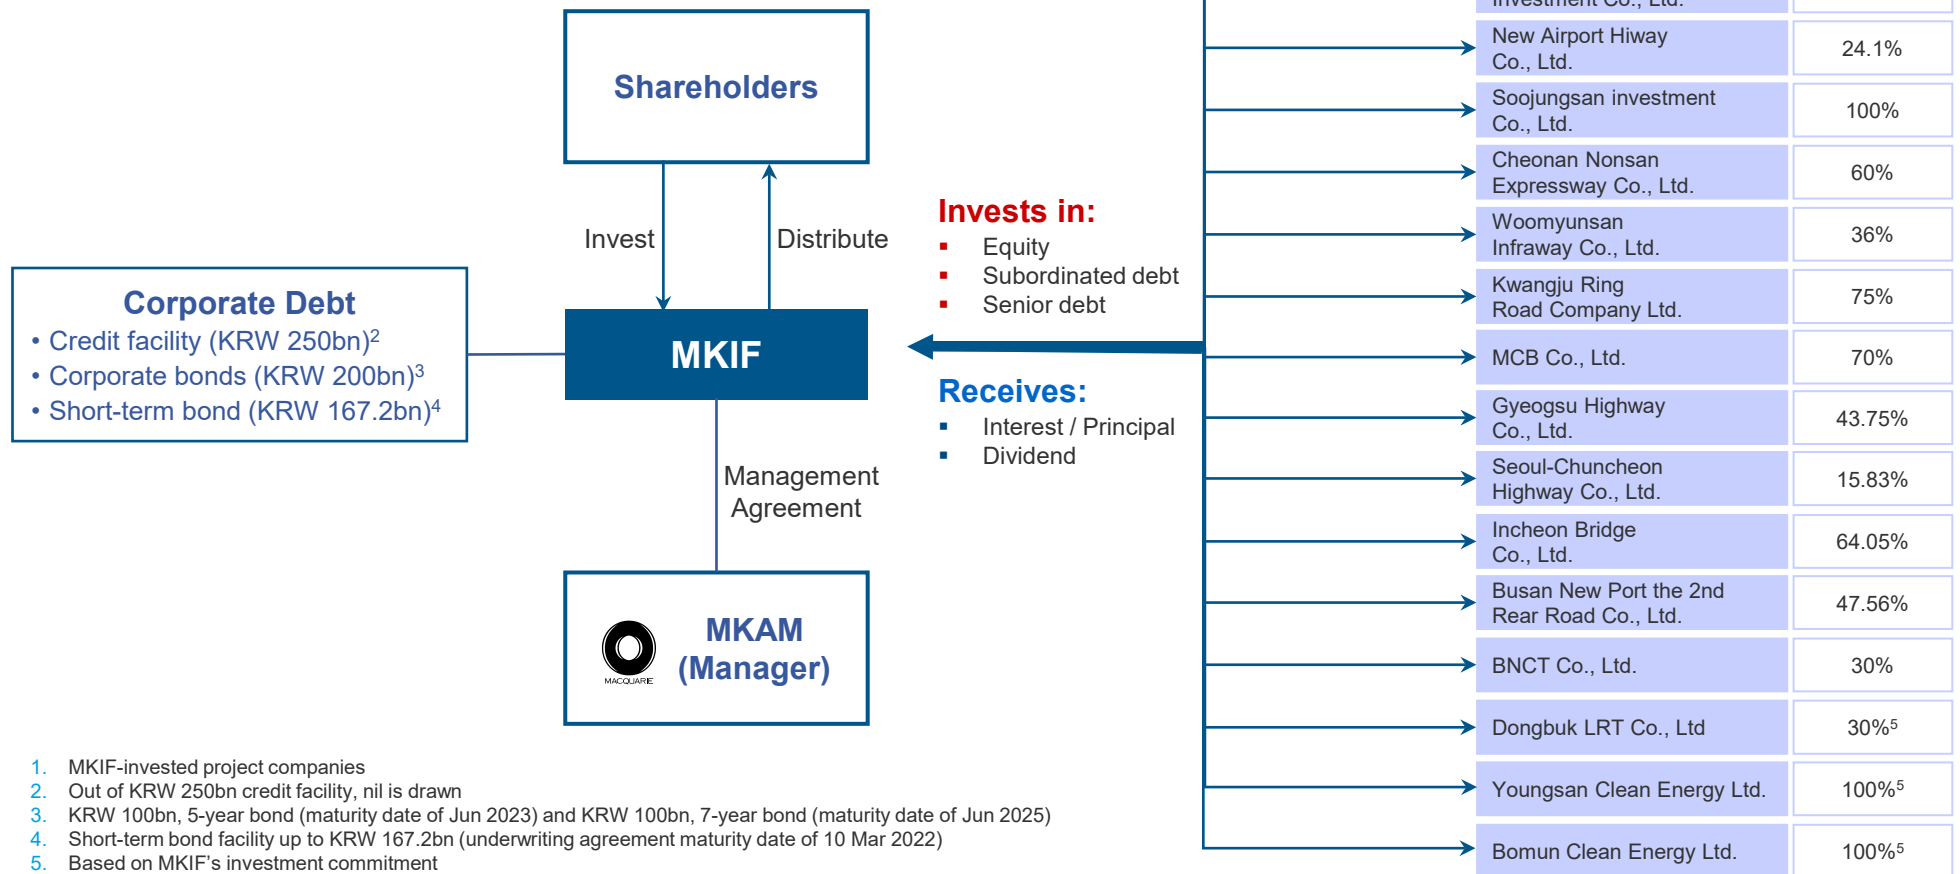 Investment Co., Ltd.
New Airport Hiway
Co., Ltd.
24.1%
Shareholders
Soojungsan investment
Co., Ltd.
100%
Cheonan Nonsan
Expressway Co., Ltd.
60%
Invest
Distribute
Invests in:
▪ Equity
▪ Subordinated debt
▪ Senior debt
Woomyunsan
Infraway Co., Ltd.
36%
Kwangju Ring
Road Company Ltd.
75%
Corporate Debt
• Credit facility (KRW 250bn)2
• Corporate bonds (KRW 200bn)3
• Short-term bond (KRW 167.2bn)4
MKIF
MCB Co., Ltd.
70%
Receives:
▪ Interest / Principal
▪ Dividend
Gyeogsu Highway
Co., Ltd.
43.75%
Management
Agreement
Seoul-Chuncheon
Highway Co., Ltd.
15.83%
Incheon Bridge
Co., Ltd.
64.05%
Busan New Port the 2nd
Rear Road Co., Ltd.
47.56%
MACQUARIE
MKAM
(Manager)
BNCT Co., Ltd.
30%
Dongbuk LRT Co., Ltd
30%5
Youngsan Clean Energy Ltd.
100%5
Bomun Clean Energy Ltd.
100%5
1. MKIF-invested project companies
2. Out of KRW 250bn credit facility, nil is drawn
3. KRW 100bn, 5-year bond (maturity date of Jun 2023) and KRW 100bn, 7-year bond (maturity date of Jun 2025)
4. Short-term bond facility up to KRW 167.2bn (underwriting agreement maturity date of 10 Mar 2022)
5. Based on MKIF’s investment commitment